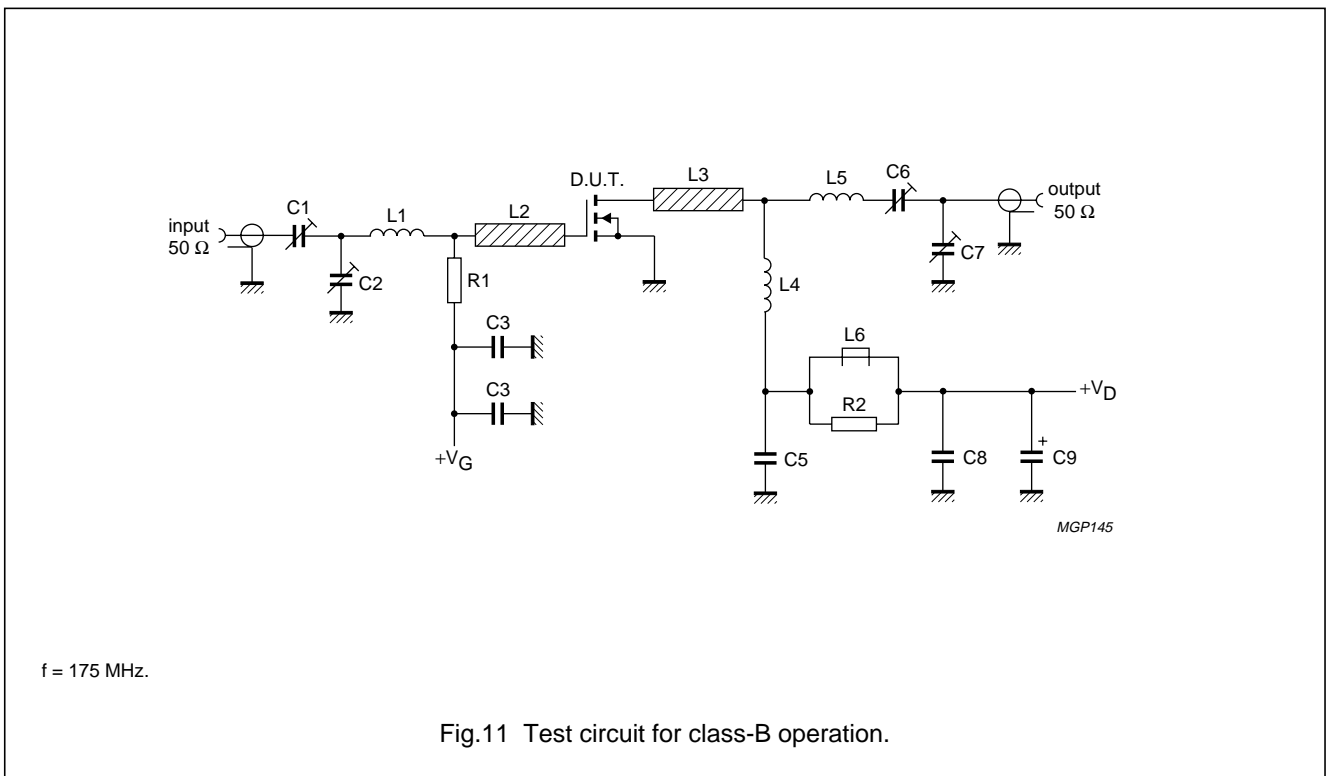 D.U.T.
L3
L5
C6
output
50 Ω
input
50 Ω
C1
L1
L2
C7
C2
R1
L4
C3
L6
C3
R2
+VD
+VG
C5
C8
+
C9
MGP145
f = 175 MHz.
Fig.11 Test circuit for class-B operation.